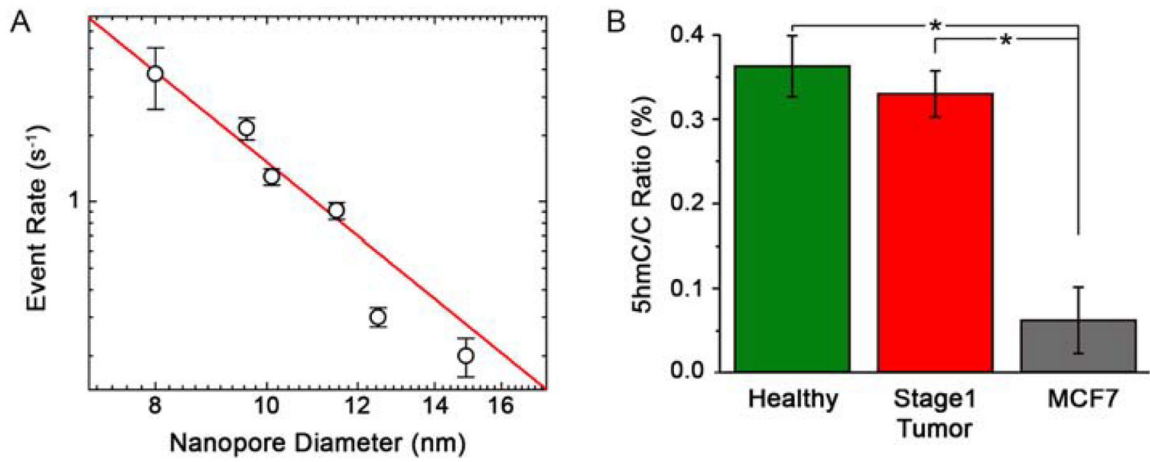 A
Event Rate (s⁻¹)
1
8
10
12
14
16
Nanopore Diameter (nm)
B
5hmC/C Ratio (%)
0.4
0.3
0.2
0.1
0.0
*
*
Healthy
Stage1
Tumor
MCF7